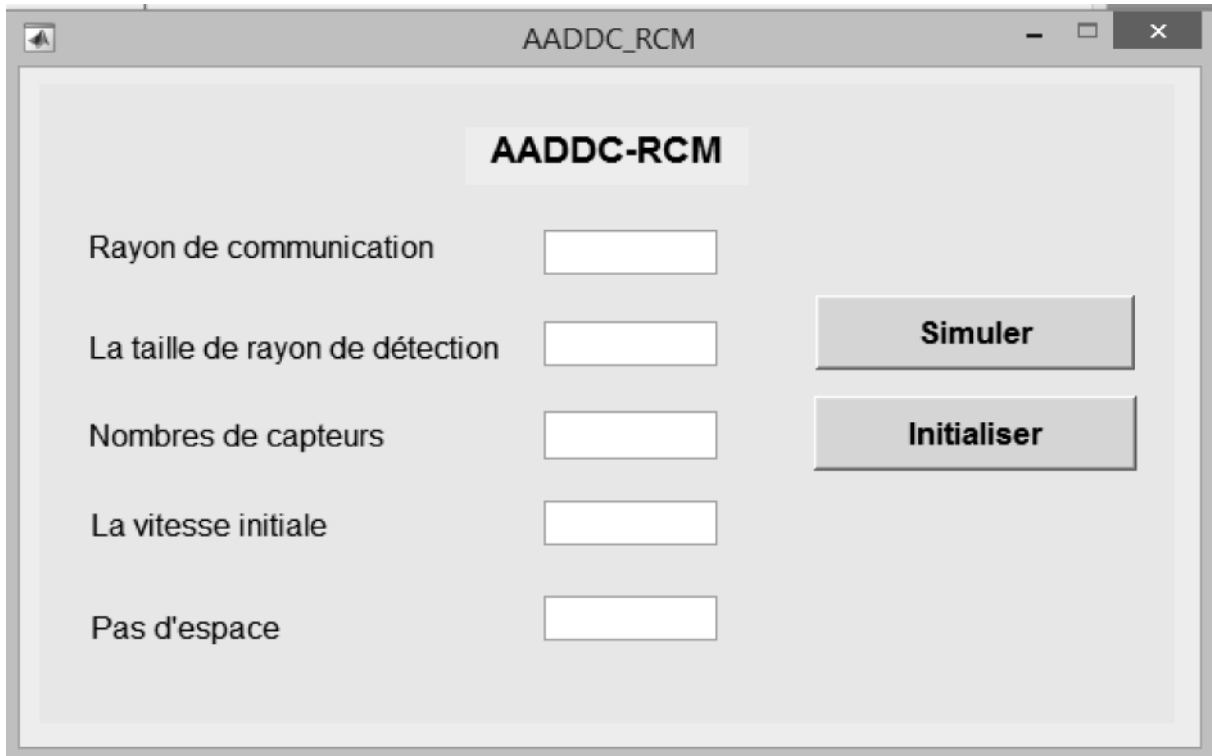 AADDC_RCM
AADDC-RCM
Rayon de communication
La taille de rayon de détection
Simuler
Nombres de capteurs
Initialiser
La vitesse initiale
Pas d'espace